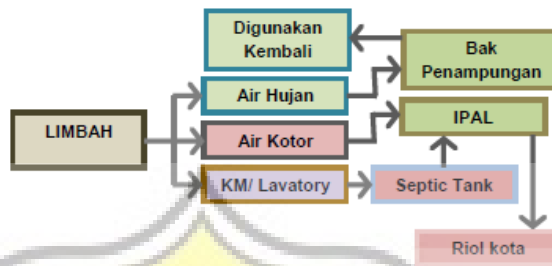 Digunakan
Kembali
Bak
Penampungan
Air Hujan
LIMBAH
IPAL
Air Kotor
KM/ Lavatory
Septic Tank
Riol kota